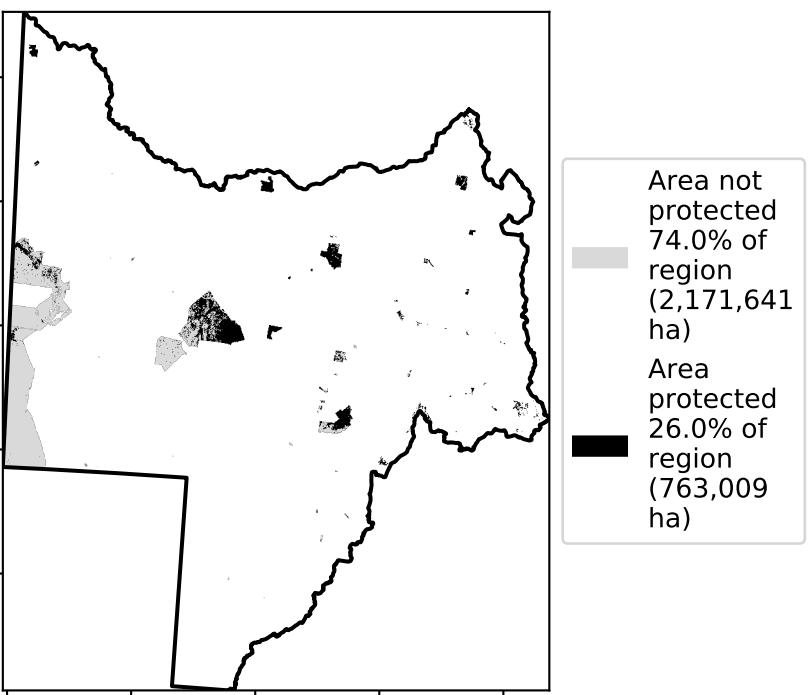 Area not
protected
74.0% of
region
(2,171,641
ha)
Area
protected
26.0% of
region
(763,009
ha)